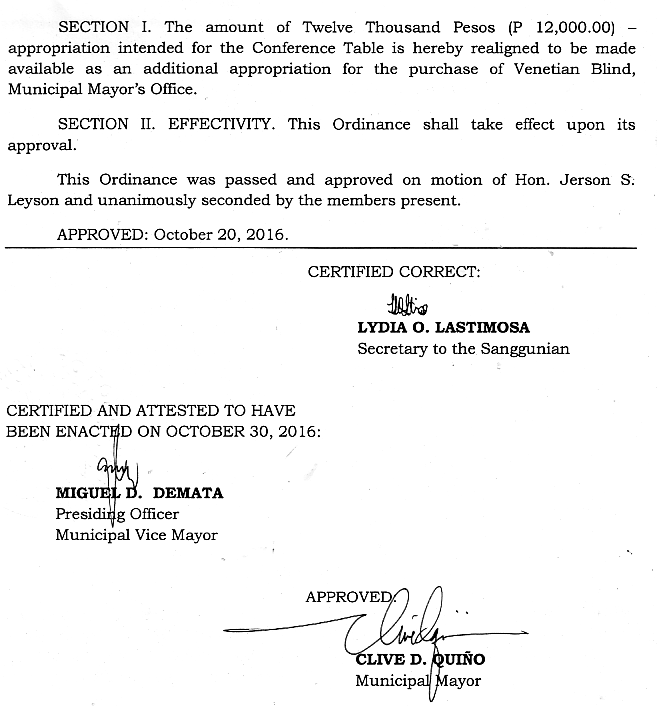 SECTION I. The amount of Twelve Thousand Pesos (P 12,000.00) –
appropriation intended for the Conference Table is hereby realigned to be made
available as an additional appropriation for the purchase of Venetian Blind,
Municipal Mayor's Office.
SECTION II. EFFECTIVITY. This Ordinance shall take effect upon its
approval.
This Ordinance was passed and approved on motion of Hon. Jerson S.
Leyson and unanimously seconded by the members present.
APPROVED: October 20, 2016.
CERTIFIED CORRECT:
LYDIA O. LASTIMOSA
Secretary to the Sanggunian
CERTIFIED AND ATTESTED TO HAVE
BEEN ENACTED ON OCTOBER 30, 2016:
MIGUEL D. DEMATA
Presiding Officer
Municipal Vice Mayor
APPROVED:
CLIVE D. QUIÑO
Municipal Mayor